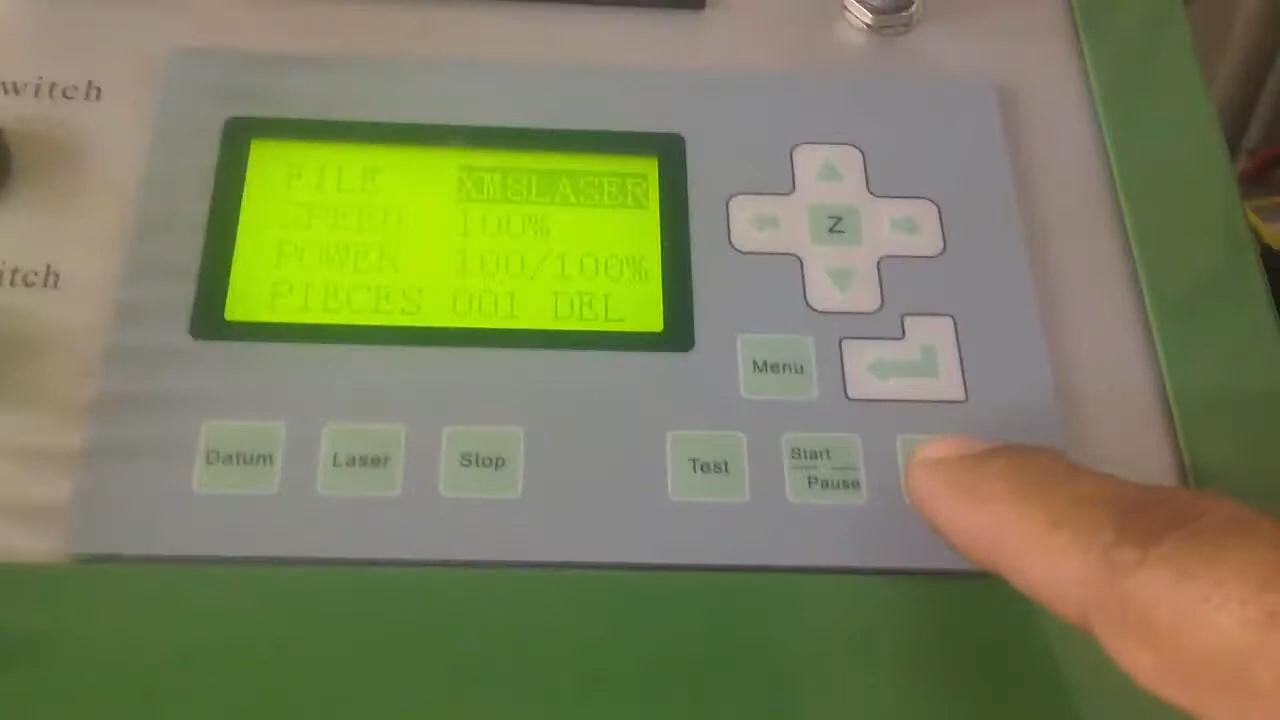 witch
itch
FILE XMSLASER
SPEED 100%
POWER 100/100%
PIECES 001 DEL
Z
Menu
Datum
Laser
Stop
Test
Start
Pause